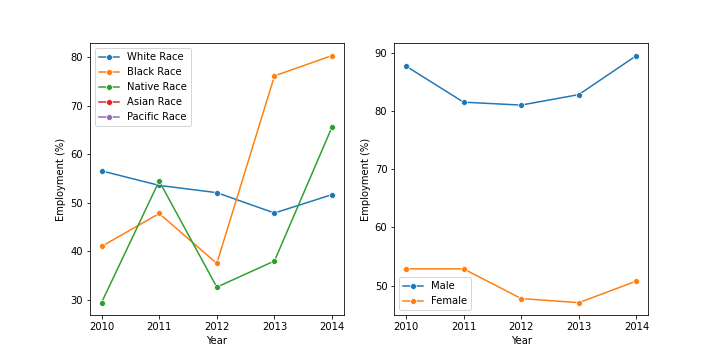 White Race
Black Race
Native Race
Asian Race
Pacific Race
80
70
60
50
40
30
Employment (%)
2010 2011 2012 2013 2014
Year
90
80
70
60
50
Employment (%)
Male
Female
2010 2011 2012 2013 2014
Year